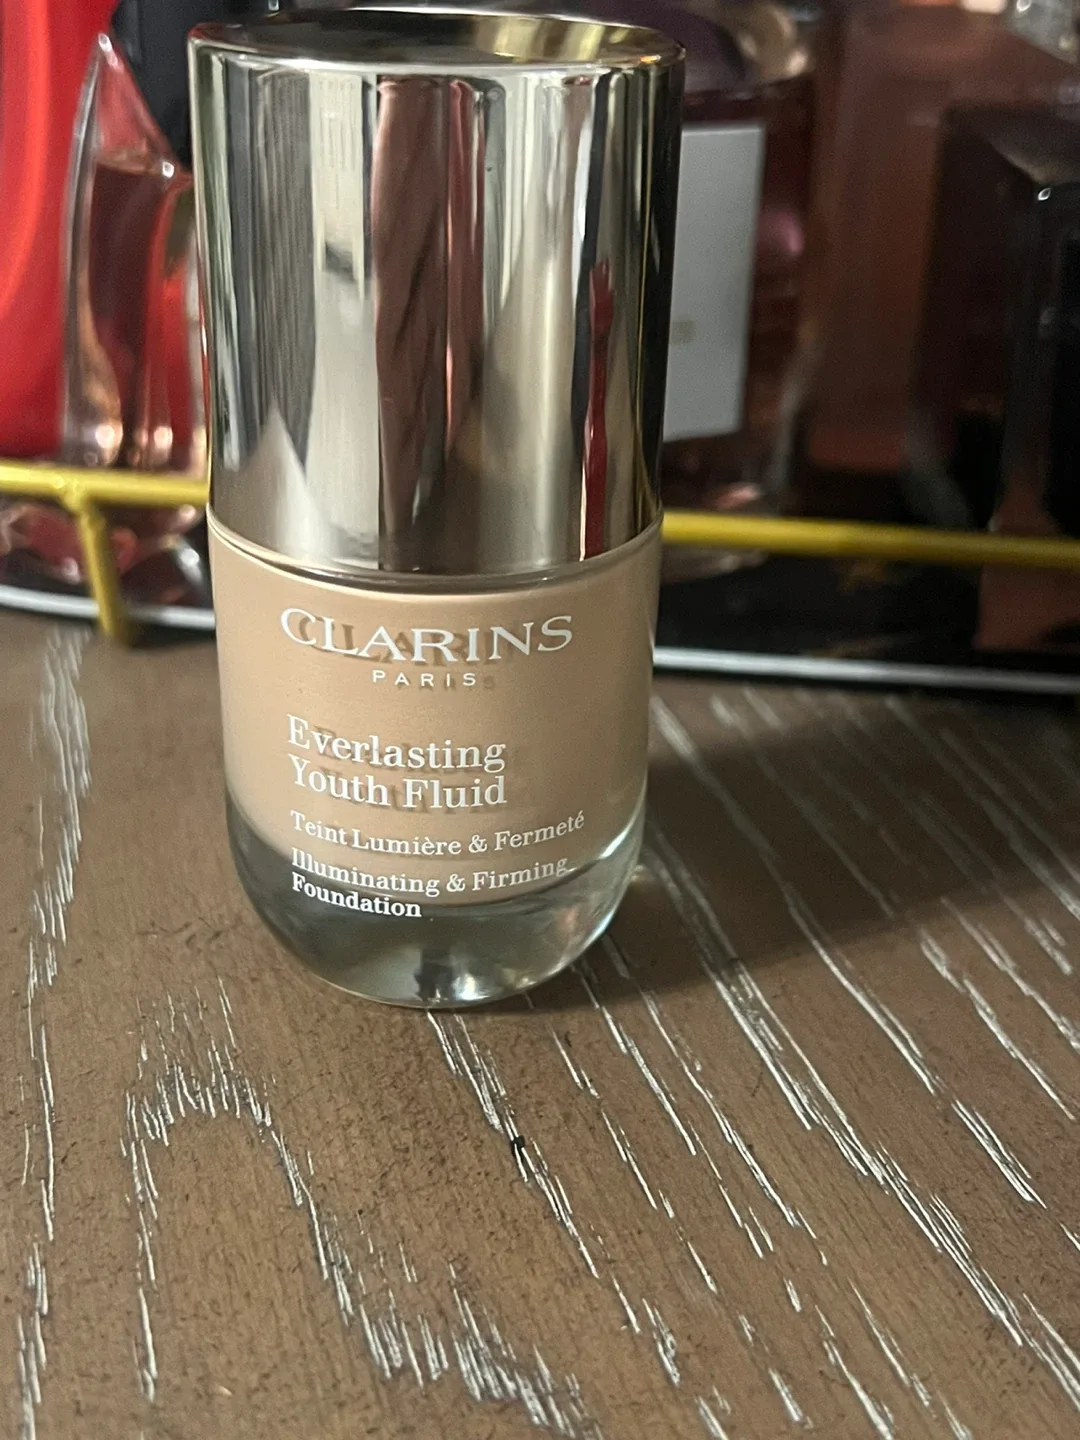 CLARINS
PARIS
Everlasting
Youth Fluid
Teint Lumière & Fermeté
Illuminating & Firming
Foundation